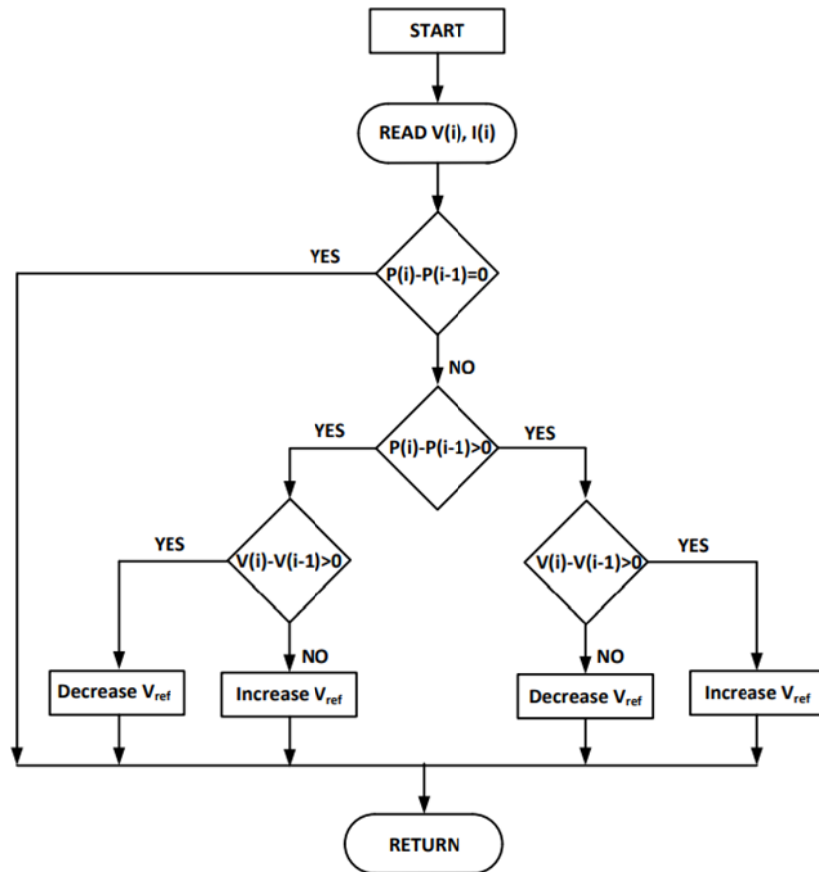 START
READ V(i), I(i)
YES
P(i)-P(i-1)=0
NO
YES
P(i)-P(i-1)>0
YES
YES
V(i)-V(i-1)>0
V(i)-V(i-1)>0
YES
NO
NO
Decrease Vref
Increase Vref
Decrease Vref
Increase Vref
RETURN